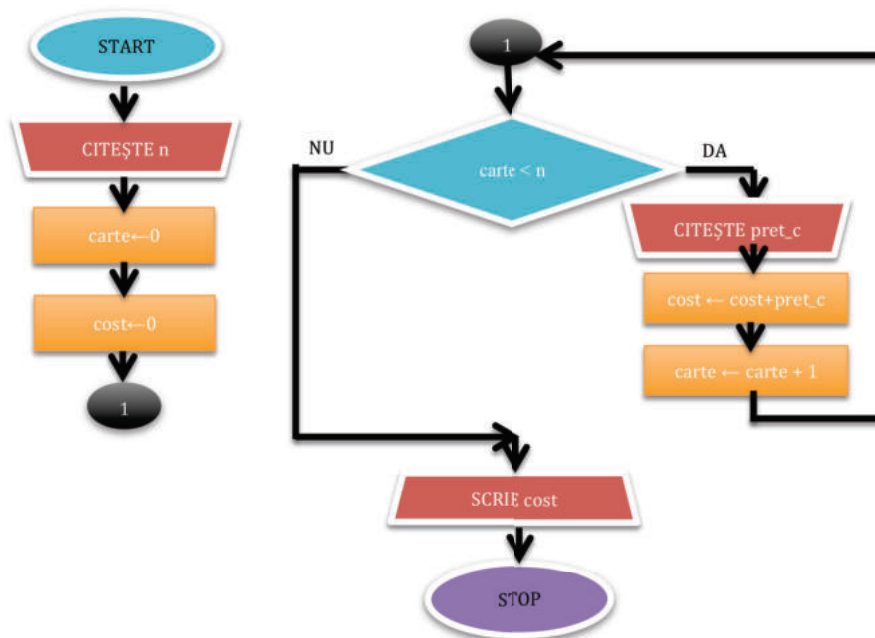 START
CITEȘTE n
carte←0
cost←0
1
1
carte < n
NU
DA
CITEȘTE pret_c
cost ← cost+pret_c
carte ← carte + 1
SCRIE cost
STOP